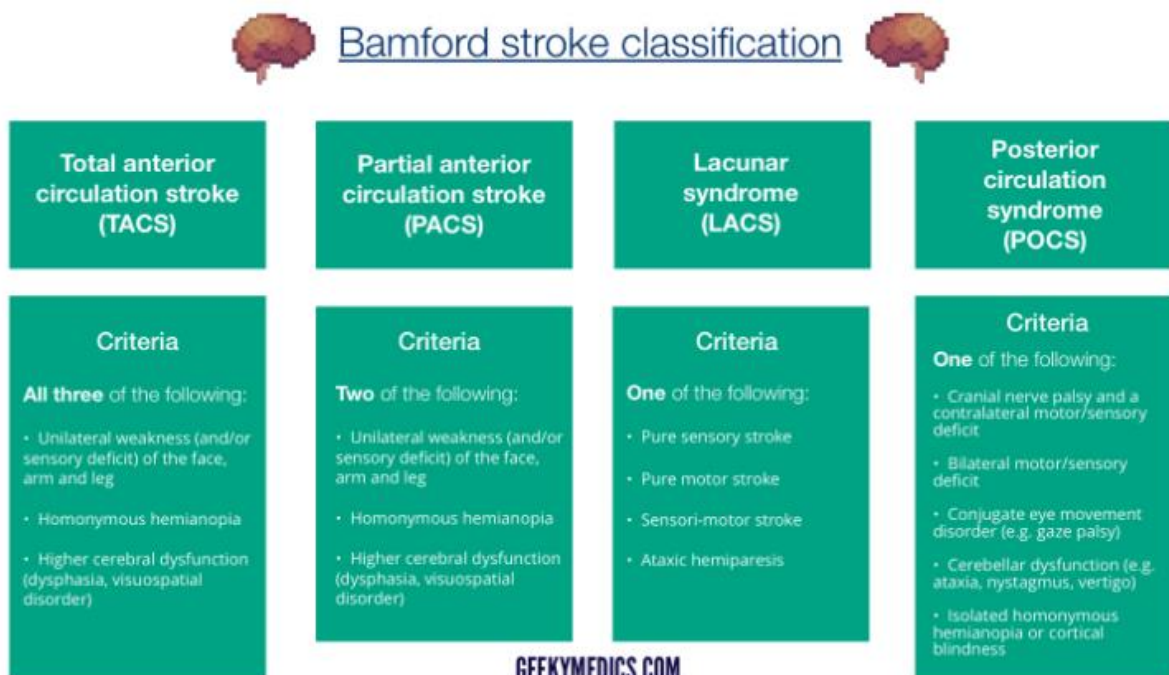 Bamford stroke classification
Total anterior
circulation stroke
(TACS)
Criteria
All three of the following:
• Unilateral weakness (and/or
sensory deficit) of the face,
arm and leg
• Homonymous hemianopia
• Higher cerebral dysfunction
(dysphasia, visuospatial
disorder)
Partial anterior
circulation stroke
(PACS)
Criteria
Two of the following:
• Unilateral weakness (and/or
sensory deficit) of the face,
arm and leg
• Homonymous hemianopia
• Higher cerebral dysfunction
(dysphasia, visuospatial
disorder)
Lacunar
syndrome
(LACS)
Criteria
One of the following:
• Pure sensory stroke
• Pure motor stroke
• Sensori-motor stroke
• Ataxic hemiparesis
Posterior
circulation
syndrome
(POCS)
Criteria
One of the following:
• Cranial nerve palsy and a
contralateral motor/sensory
deficit
• Bilateral motor/sensory
deficit
• Conjugate eye movement
disorder (e.g. gaze palsy)
• Cerebellar dysfunction (e.g.
ataxia, nystagmus, vertigo)
• Isolated homonymous
hemianopia or cortical
blindness
GEEKYMEDICS.COM